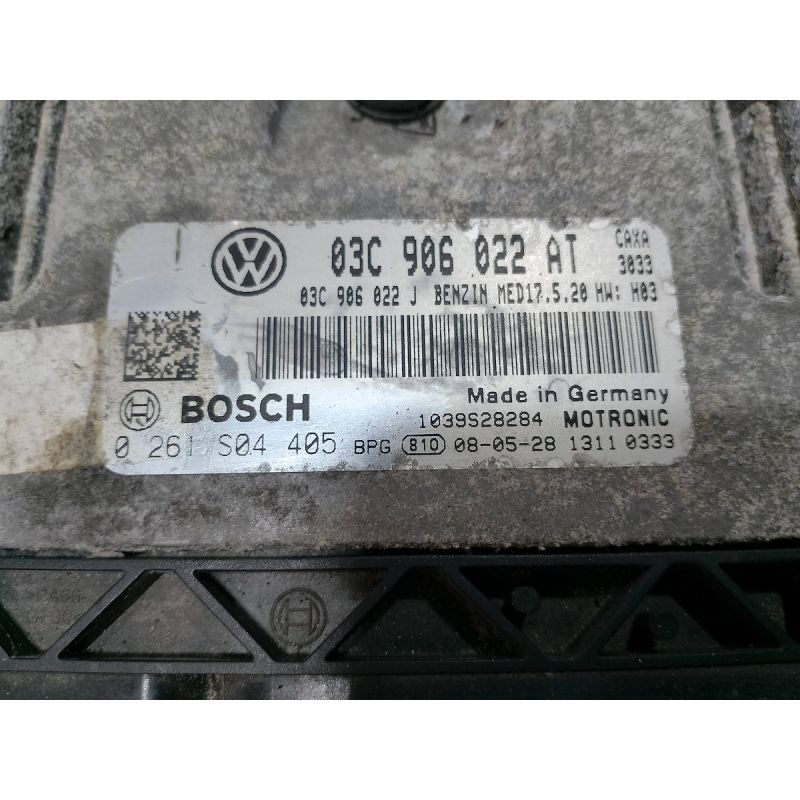 03C 906 022 AT
CAXA
3033
03C 906 022 J BENZIN MED17.5.20 HW: H03
Made in Germany
BOSCH
1039S28284 MOTRONIC
0 261 S04 405 BPG 810 08-05-28 1311 0333